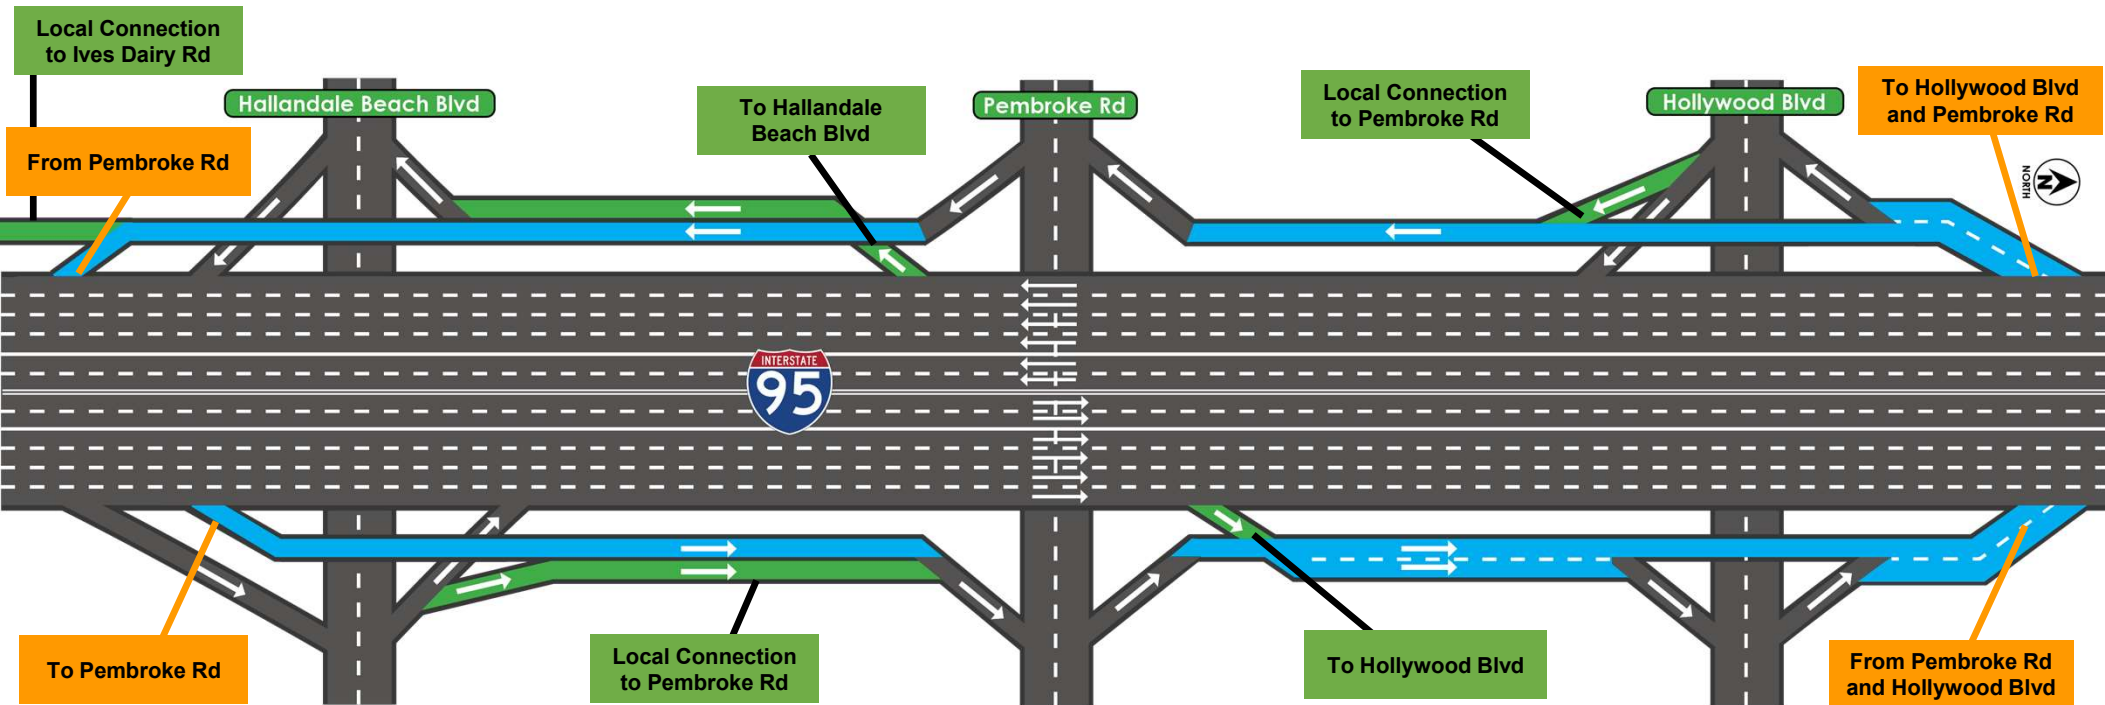 Local Connection
to Ives Dairy Rd
From Pembroke Rd
Hallandale Beach Blvd
To Hallandale
Beach Blvd
Pembroke Rd
Local Connection
to Pembroke Rd
Hollywood Blvd
To Hollywood Blvd
and Pembroke Rd
N
NORTH
INTERSTATE
95
To Pembroke Rd
Local Connection
to Pembroke Rd
To Hollywood Blvd
From Pembroke Rd
and Hollywood Blvd